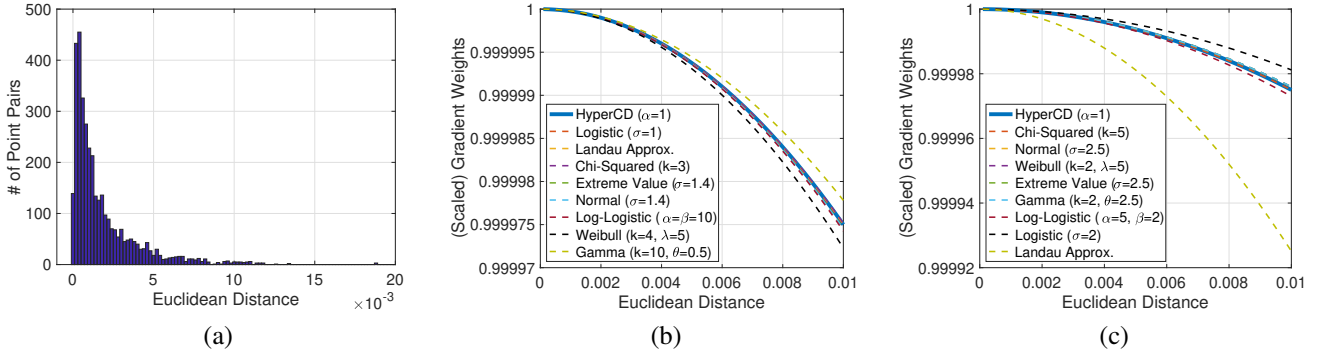 500
400
300
200
100
0
# of Point Pairs
0 5 10 15 20
Euclidean Distance ×10⁻³
(a)
1
0.999995
0.99999
0.999985
0.99998
0.999975
0.99997
(Scaled) Gradient Weights
HyperCD (α=1)
Logistic (σ=1)
Landau Approx.
Chi-Squared (k=3)
Extreme Value (σ=1.4)
Normal (σ=1.4)
Log-Logistic (α=β=10)
Weibull (k=4, λ=5)
Gamma (k=10, θ=0.5)
0 0.002 0.004 0.006 0.008 0.01
Euclidean Distance
(b)
1
0.99998
0.99996
0.99994
0.99992
(Scaled) Gradient Weights
HyperCD (α=1)
Chi-Squared (k=5)
Normal (σ=2.5)
Weibull (k=2, λ=5)
Extreme Value (σ=2.5)
Gamma (k=2, θ=2.5)
Log-Logistic (α=5, β=2)
Logistic (σ=2)
Landau Approx.
0 0.002 0.004 0.006 0.008 0.01
Euclidean Distance
(c)